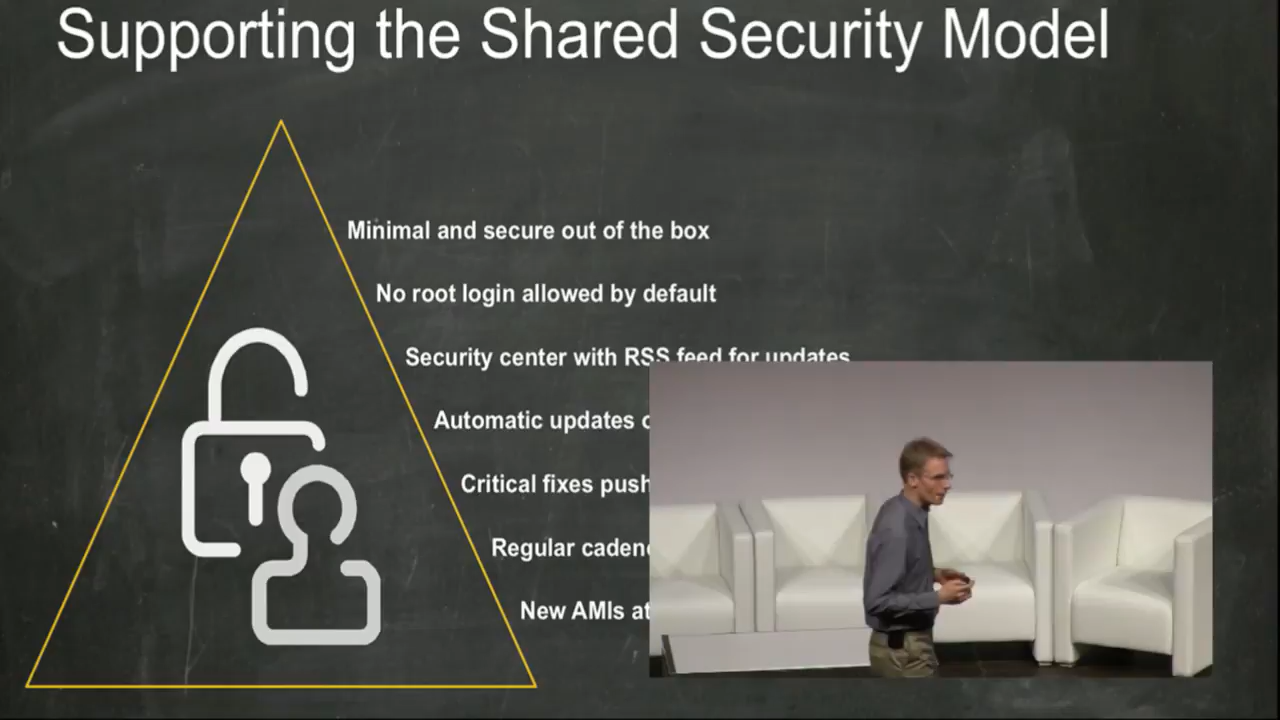 Supporting the Shared Security Model
Minimal and secure out of the box
No root login allowed by default
Security center with RSS feed for updates
Automatic updates
Critical fixes
Regular
New AMIs at